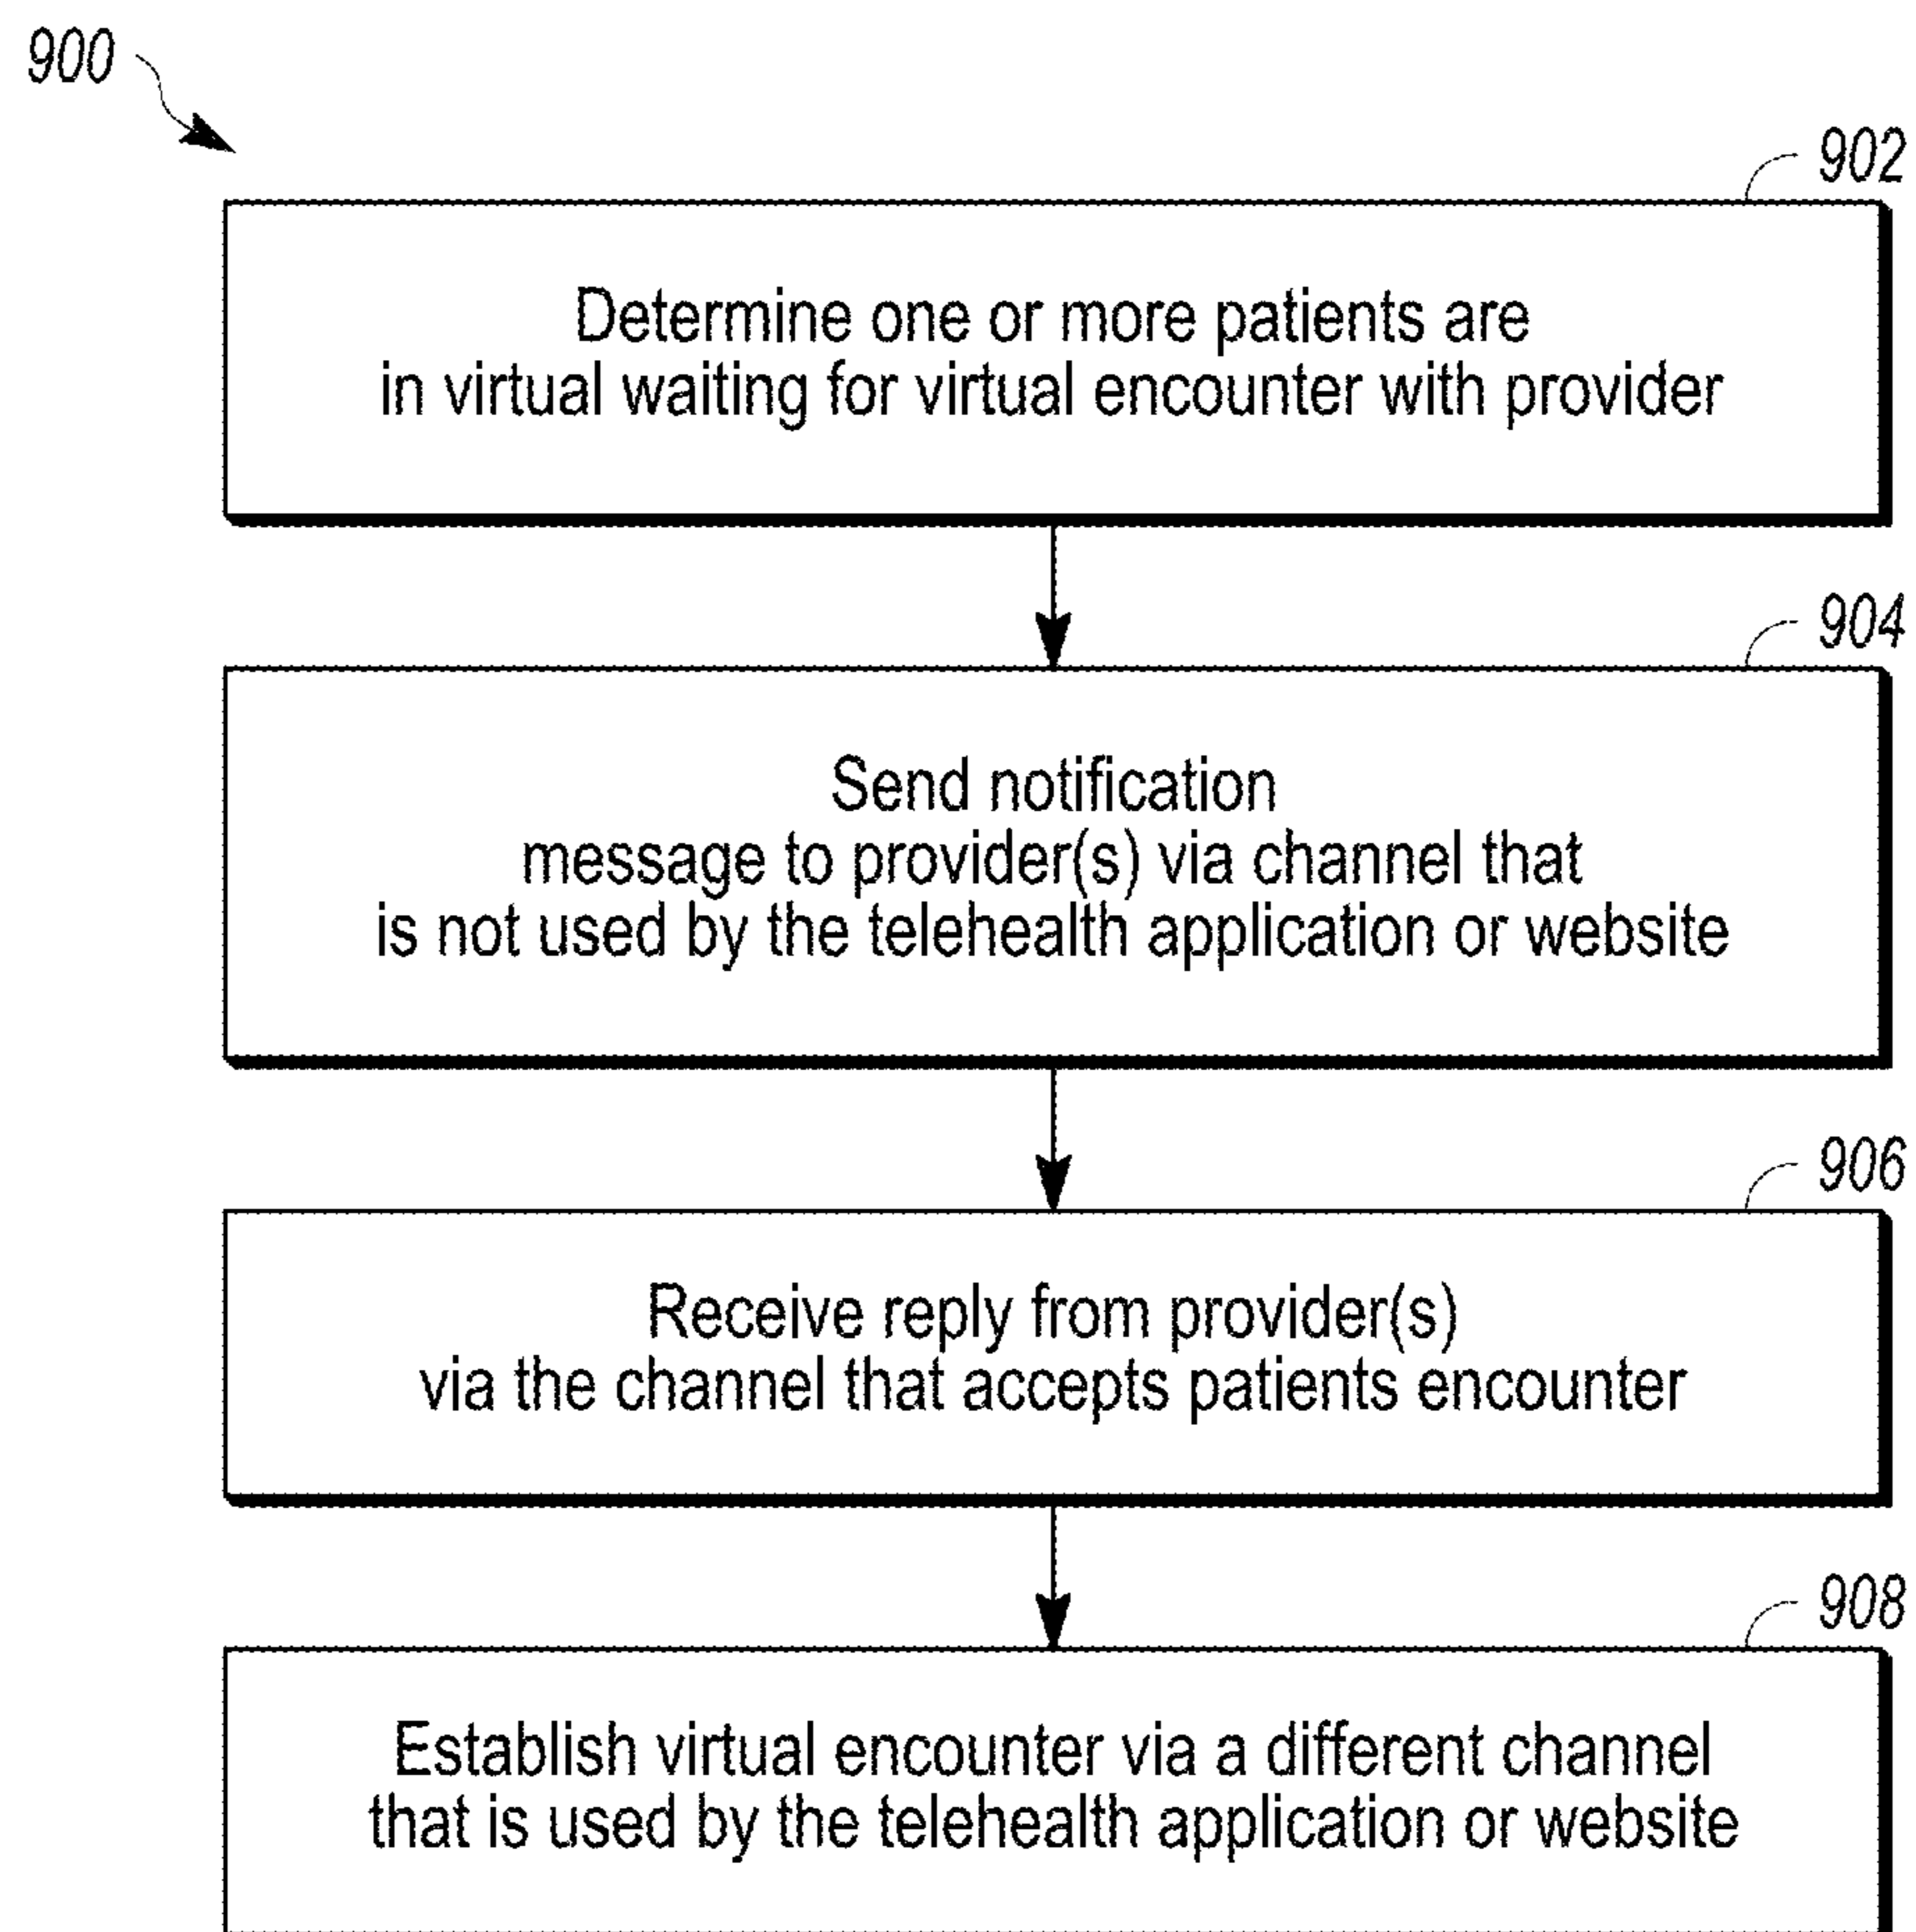 900
902
Determine one or more patients are
in virtual waiting for virtual encounter with provider
904
Send notification
message to provider(s) via channel that
is not used by the telehealth application or website
906
Receive reply from provider(s)
via the channel that accepts patients encounter
908
Establish virtual encounter via a different channel
that is used by the telehealth application or website